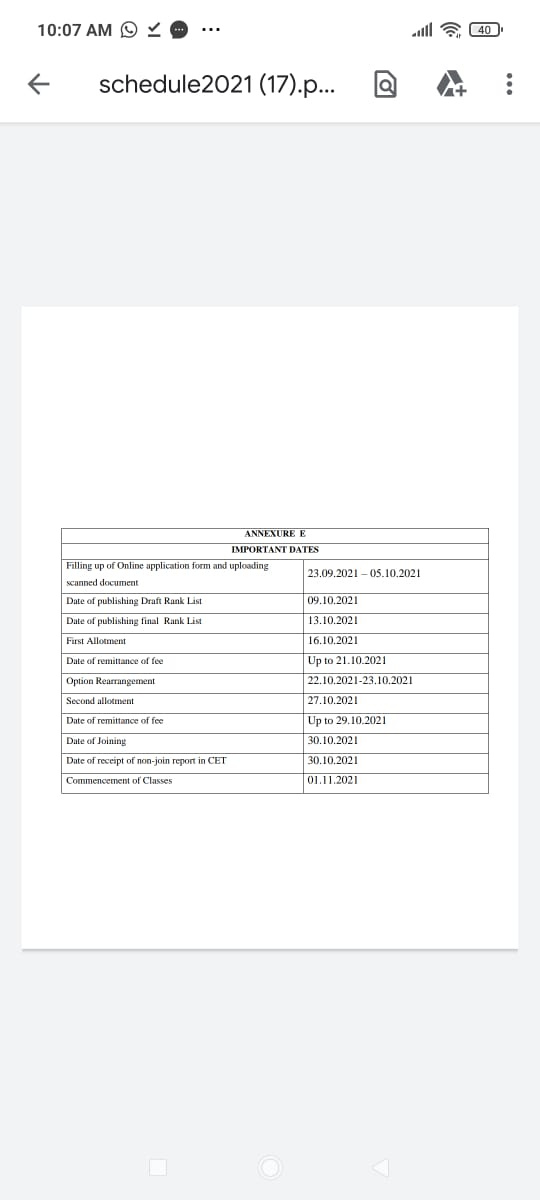 10:07 AM ...
40
schedule2021 (17).p...
ANNEXURE E
IMPORTANT DATES
Filling up of Online application form and uploading
scanned document
23.09.2021 – 05.10.2021
Date of publishing Draft Rank List 09.10.2021
Date of publishing final Rank List 13.10.2021
First Allotment 16.10.2021
Date of remittance of fee Up to 21.10.2021
Option Rearrangement 22.10.2021-23.10.2021
Second allotment 27.10.2021
Date of remittance of fee Up to 29.10.2021
Date of Joining 30.10.2021
Date of receipt of non-join report in CET 30.10.2021
Commencement of Classes 01.11.2021